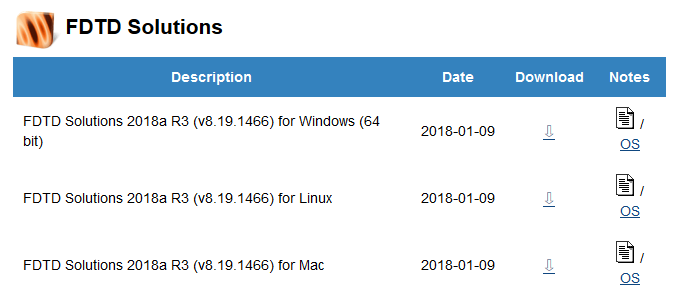 FDTD Solutions
Description Date Download Notes
FDTD Solutions 2018a R3 (v8.19.1466) for Windows (64
bit) 2018-01-09 /
OS
FDTD Solutions 2018a R3 (v8.19.1466) for Linux 2018-01-09 /
OS
FDTD Solutions 2018a R3 (v8.19.1466) for Mac 2018-01-09 /
OS